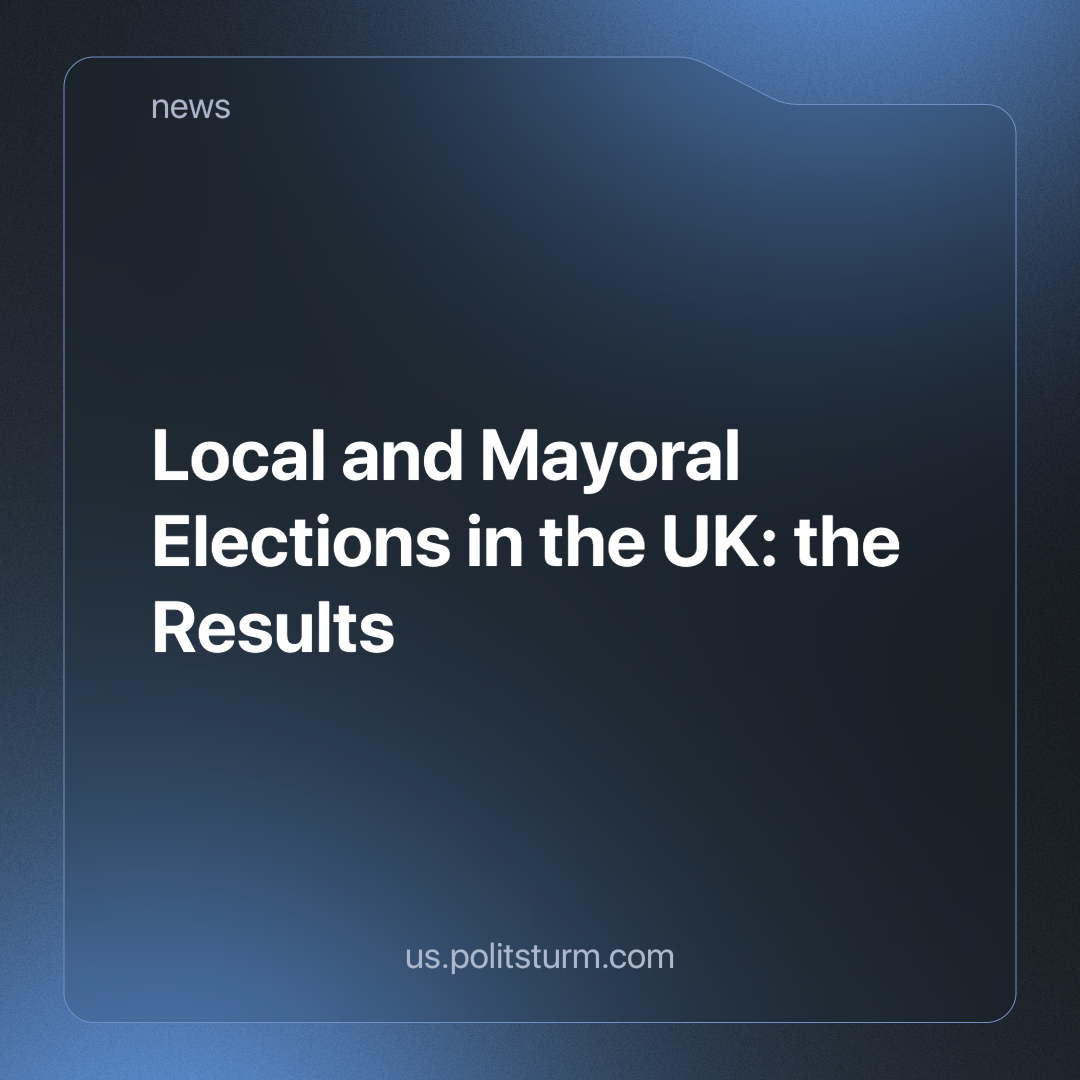 news
Local and Mayoral
Elections in the UK: the
Results
us.politsturm.com